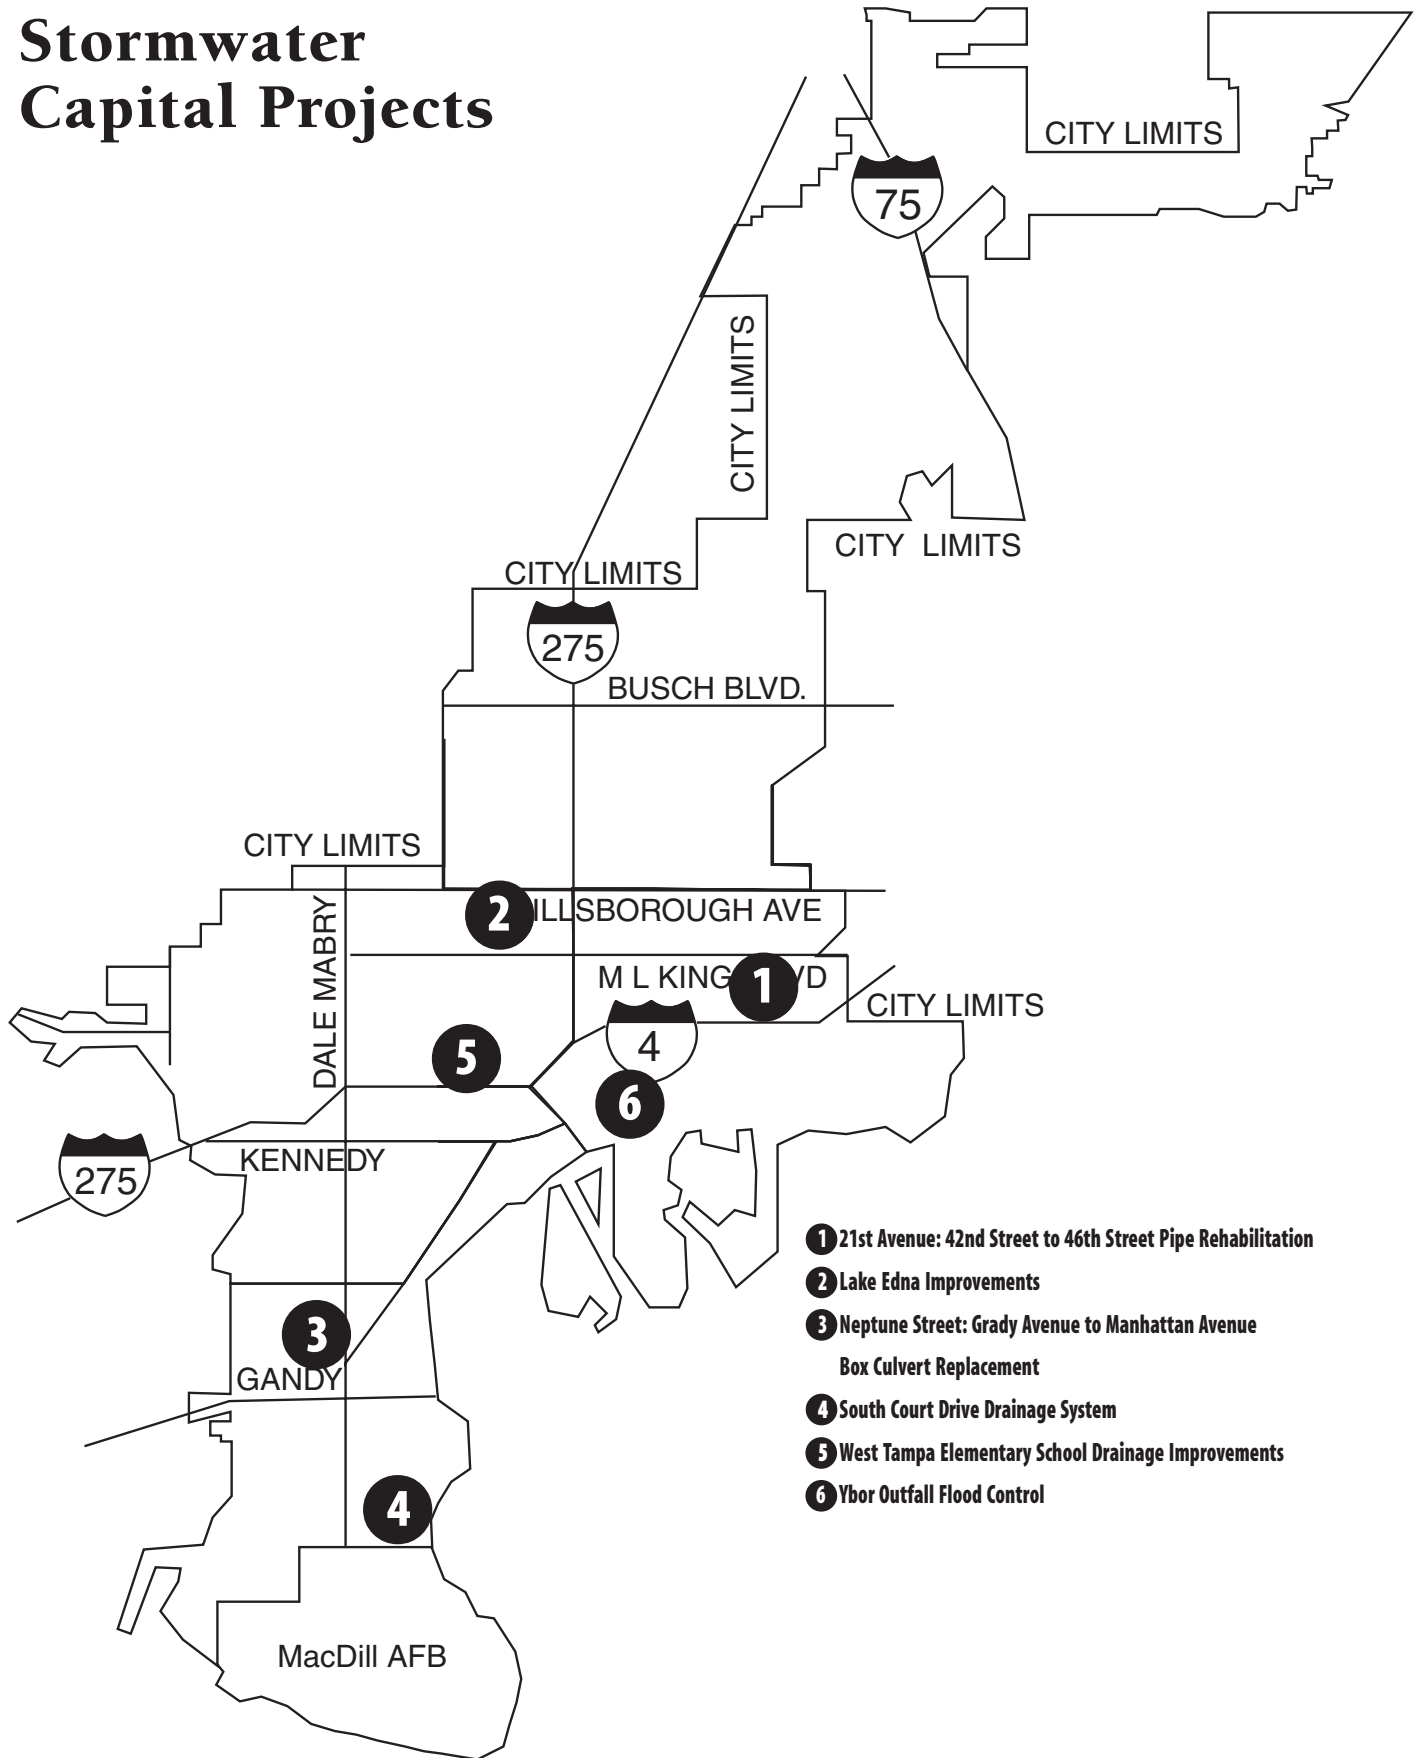 Stormwater
Capital Projects
CITY LIMITS
75
CITY LIMITS
CITY LIMITS
CITY LIMITS
275
BUSCH BLVD.
CITY LIMITS
DALE MABRY
2
ILLSBOROUGH AVE
M L KING
1
VD
CITY LIMITS
4
5
6
KENNEDY
275
3
GANDY
4
MacDill AFB
1 21st Avenue: 42nd Street to 46th Street Pipe Rehabilitation
2 Lake Edna Improvements
3 Neptune Street: Grady Avenue to Manhattan Avenue
Box Culvert Replacement
4 South Court Drive Drainage System
5 West Tampa Elementary School Drainage Improvements
6 Ybor Outfall Flood Control